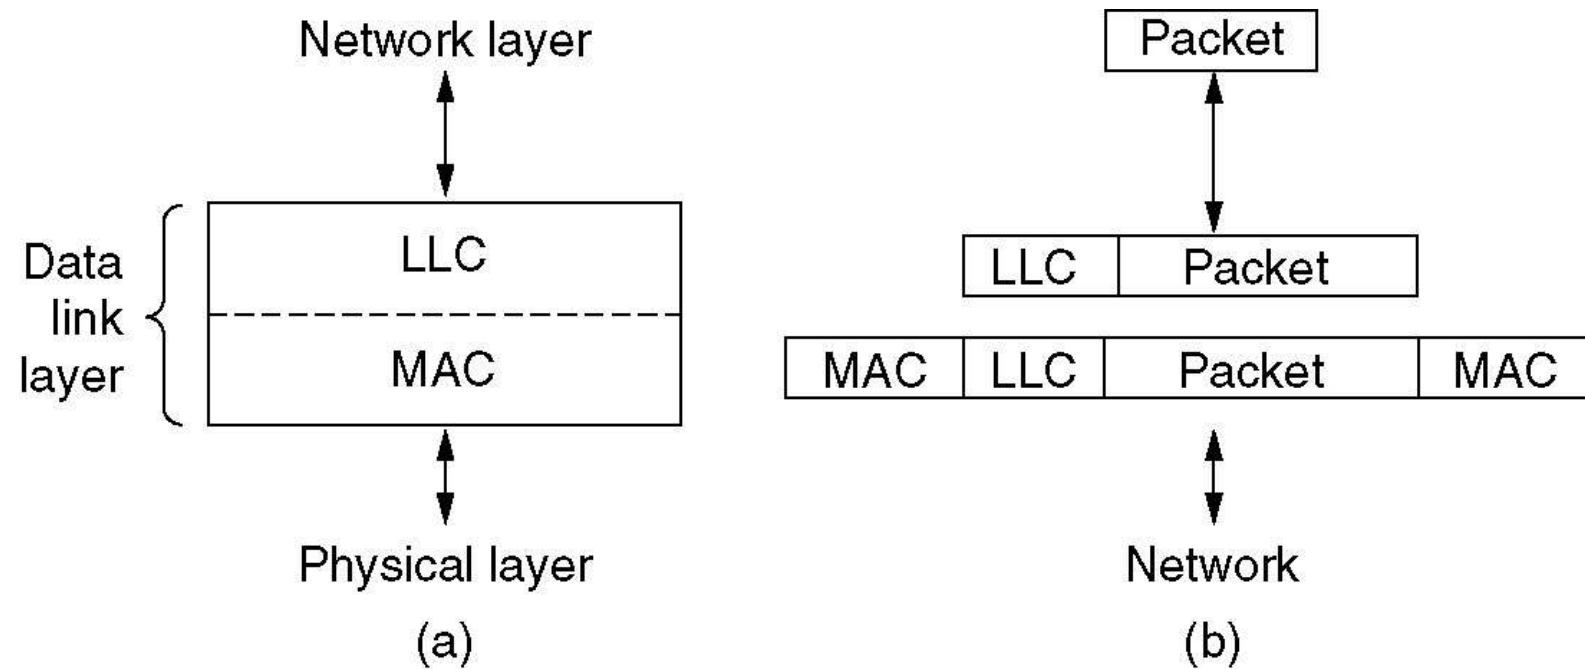 Network layer
Data
link
layer
LLC
MAC
Physical layer
(a)
Packet
LLC Packet
MAC LLC Packet MAC
Network
(b)